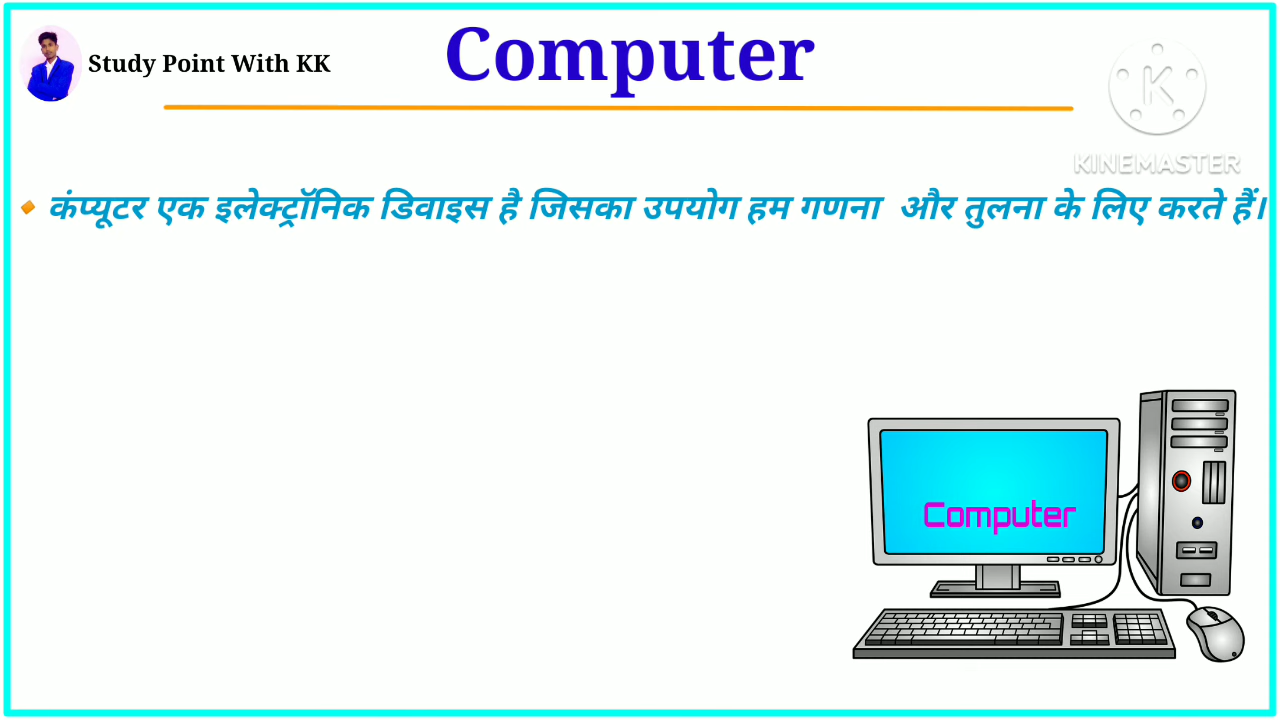 Study Point With KK
Computer
KINEMASTER
कंप्यूटर एक इलेक्ट्रॉनिक डिवाइस है जिसका उपयोग हम गणना और तुलना के लिए करते हैं।
Computer